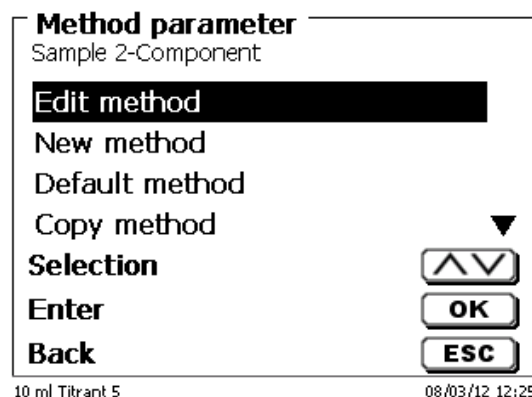 Method parameter
Sample 2-Component
Edit method
New method
Default method
Copy method
Selection
Enter OK
Back ESC
10 ml Titrant 5 08/03/12 12:25